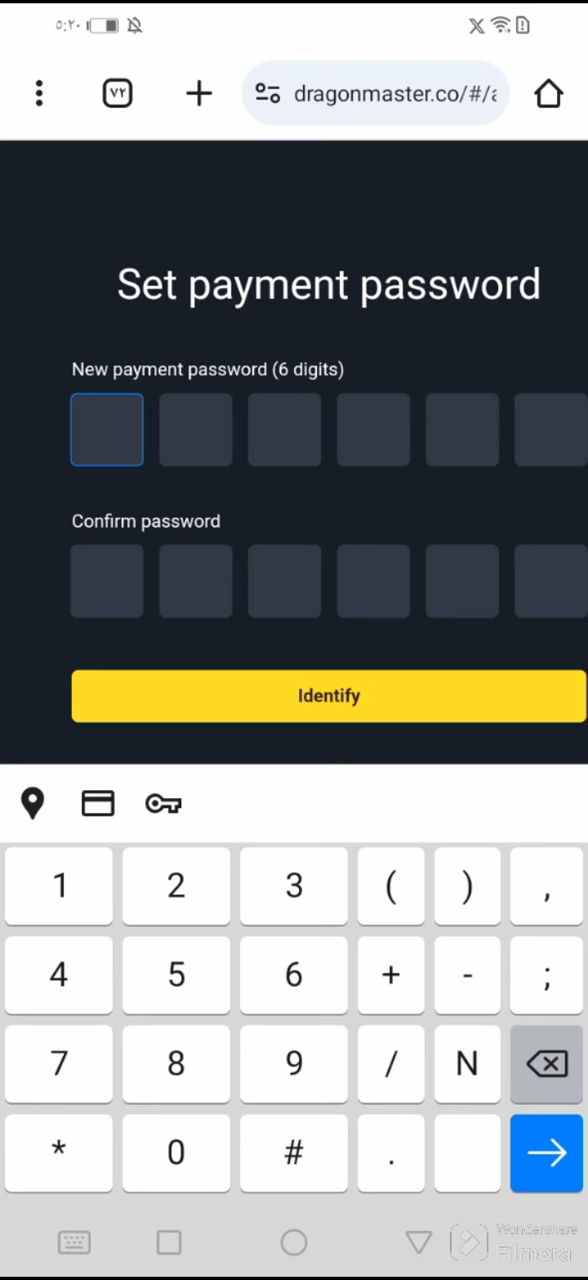 ٥:٢٠
٧٢
dragonmaster.co/#/a
Set payment password
New payment password (6 digits)
Confirm password
Identify
1 2 3 ( ) ,
4 5 6 + - ;
7 8 9 / N
* 0 # .
Wondershare
Filmora